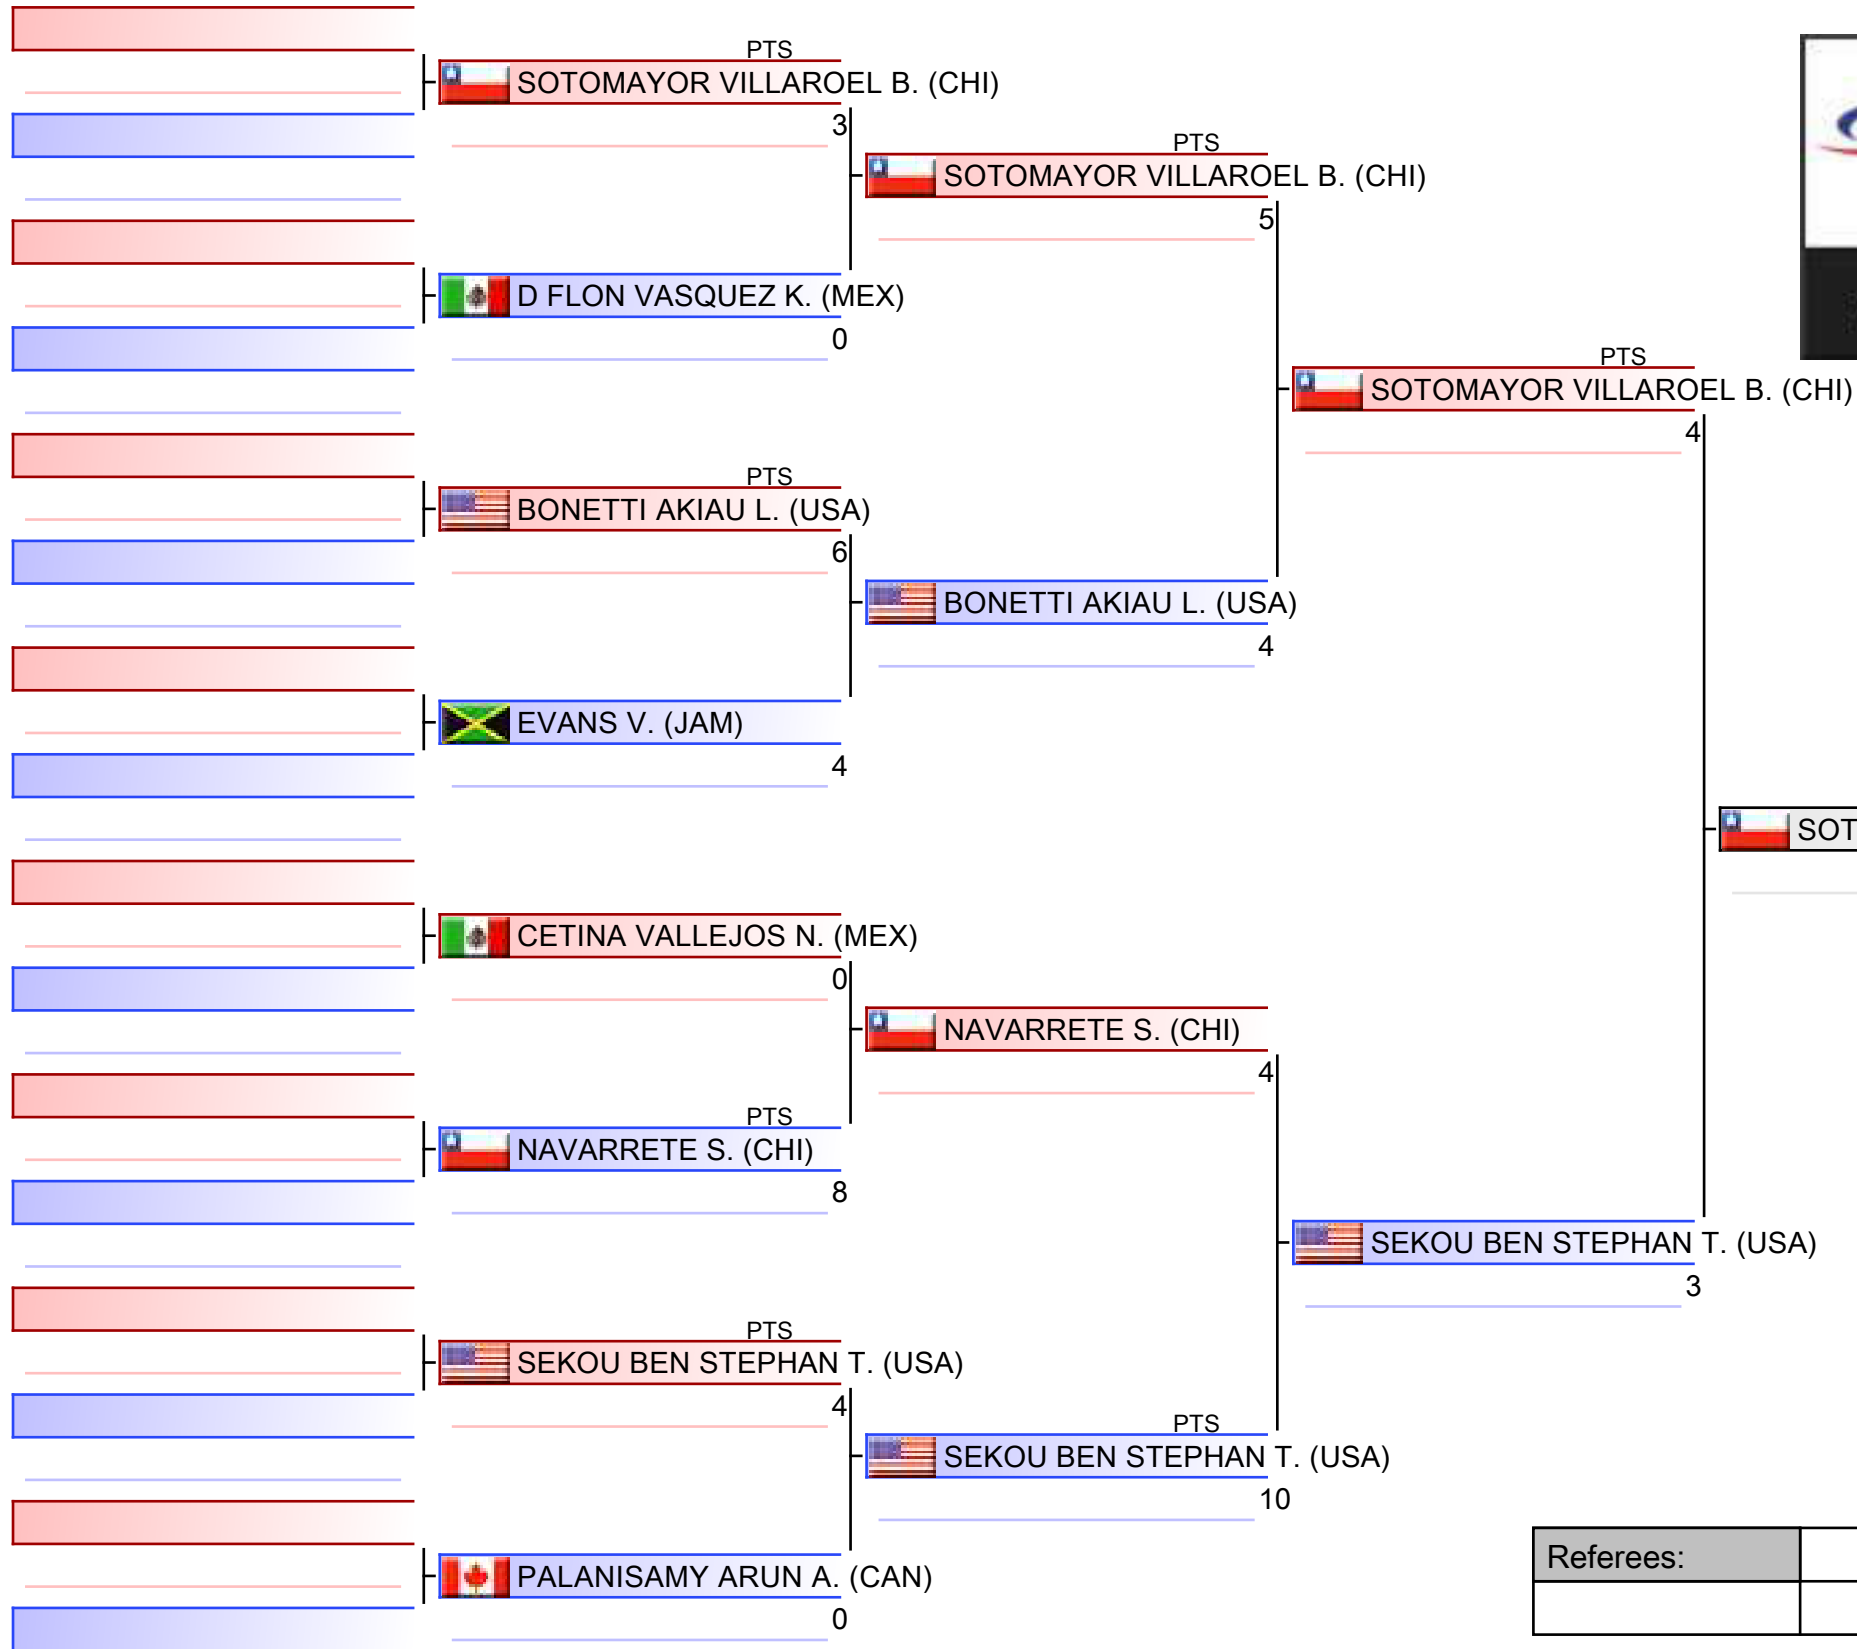 PTS
SOTOMAYOR VILLAROEL B. (CHI)
3
PTS
SOTOMAYOR VILLAROEL B. (CHI)
5
D FLON VASQUEZ K. (MEX)
0
PTS
SOTOMAYOR VILLAROEL B. (CHI)
4
PTS
BONETTI AKIAU L. (USA)
6
BONETTI AKIAU L. (USA)
4
EVANS V. (JAM)
4
SOT
CETINA VALLEJOS N. (MEX)
0
NAVARRETE S. (CHI)
4
PTS
NAVARRETE S. (CHI)
8
SEKOU BEN STEPHAN T. (USA)
3
PTS
SEKOU BEN STEPHAN T. (USA)
4
PTS
SEKOU BEN STEPHAN T. (USA)
10
PALANISAMY ARUN A. (CAN)
0
Referees: